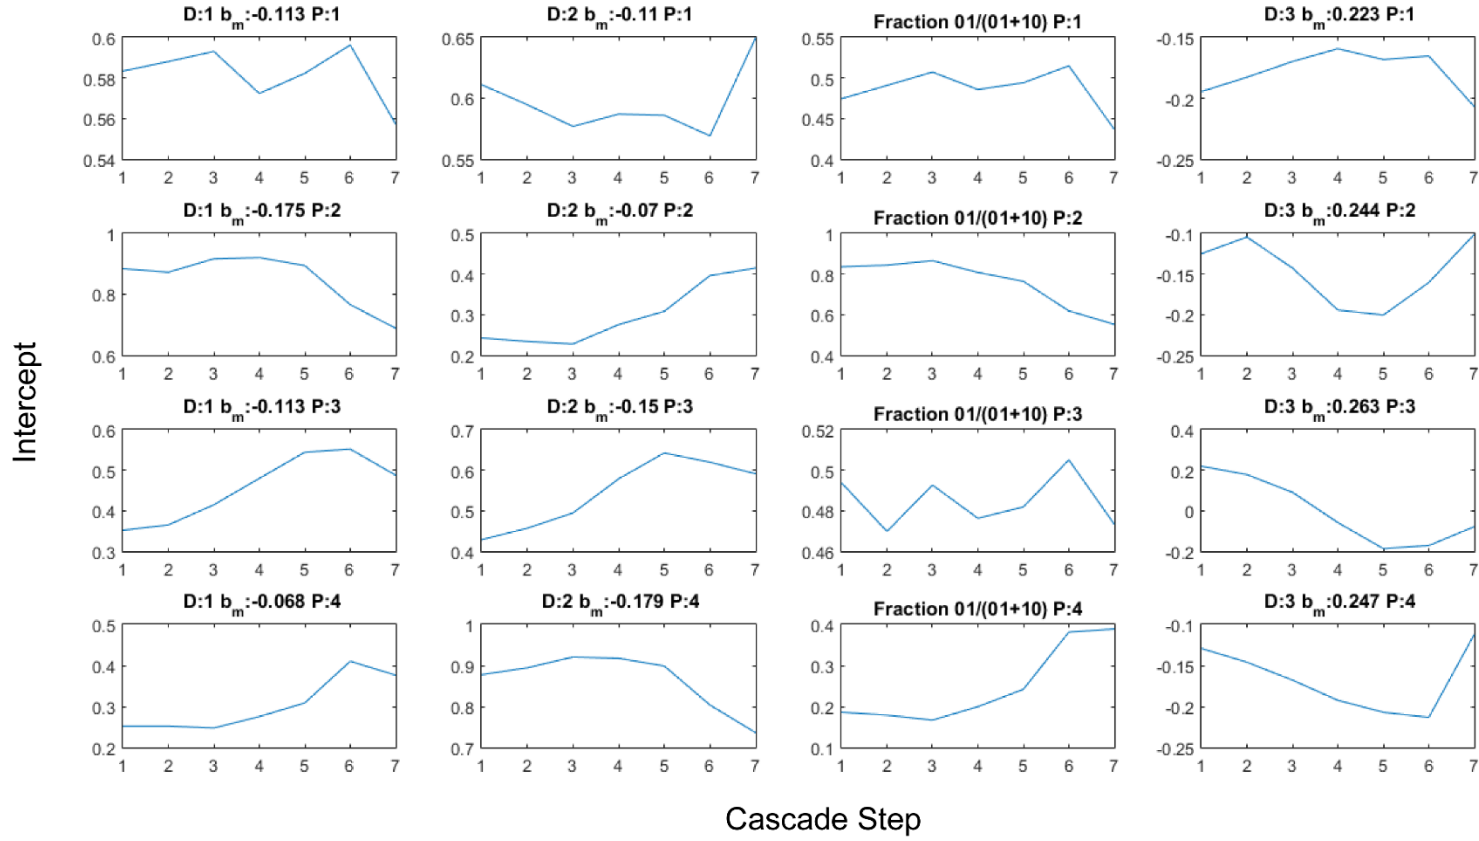 D:1 bm:-0.113 P:1
0.6
0.58
0.56
0.54
1 2 3 4 5 6 7
D:2 bm:-0.11 P:1
0.65
0.6
0.55
1 2 3 4 5 6 7
Fraction 01/(01+10) P:1
0.55
0.5
0.45
0.4
1 2 3 4 5 6 7
D:3 bm:0.223 P:1
-0.15
-0.2
-0.25
1 2 3 4 5 6 7
D:1 bm:-0.175 P:2
1
0.8
0.6
1 2 3 4 5 6 7
D:2 bm:-0.07 P:2
0.5
0.4
0.3
0.2
1 2 3 4 5 6 7
Fraction 01/(01+10) P:2
1
0.8
0.6
0.4
1 2 3 4 5 6 7
D:3 bm:0.244 P:2
-0.1
-0.15
-0.2
-0.25
1 2 3 4 5 6 7
Intercept
D:1 bm:-0.113 P:3
0.6
0.5
0.4
0.3
1 2 3 4 5 6 7
D:2 bm:-0.15 P:3
0.7
0.6
0.5
0.4
1 2 3 4 5 6 7
Fraction 01/(01+10) P:3
0.52
0.5
0.48
0.46
1 2 3 4 5 6 7
D:3 bm:0.263 P:3
0.4
0.2
0
-0.2
1 2 3 4 5 6 7
D:1 bm:-0.068 P:4
0.5
0.4
0.3
0.2
1 2 3 4 5 6 7
D:2 bm:-0.179 P:4
1
0.9
0.8
0.7
1 2 3 4 5 6 7
Fraction 01/(01+10) P:4
0.4
0.3
0.2
0.1
1 2 3 4 5 6 7
D:3 bm:0.247 P:4
-0.1
-0.15
-0.2
-0.25
1 2 3 4 5 6 7
Cascade Step